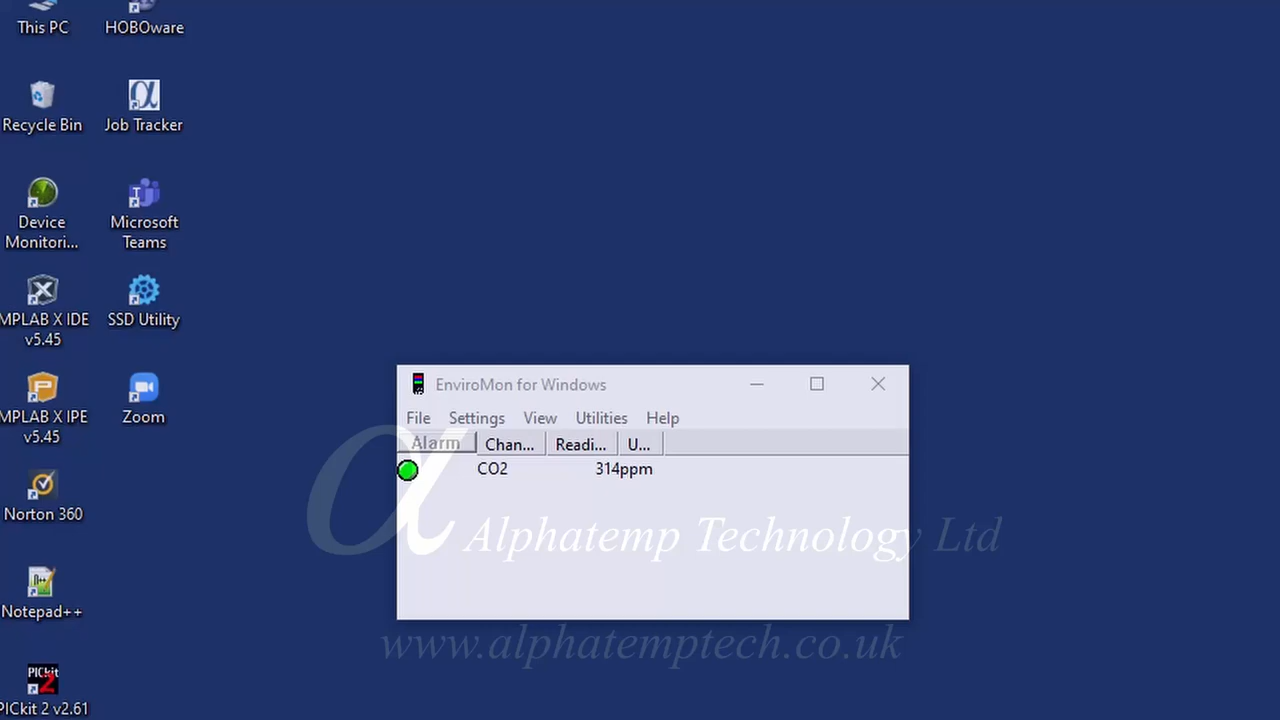 This PC
HOBOware
Recycle Bin
Job Tracker
Device
Monitori...
Microsoft
Teams
MPLAB X IDE
v5.45
SSD Utility
MPLAB X IPE
v5.45
Zoom
Norton 360
Notepad++
PICkit 2
PICkit 2 v2.61
EnviroMon for Windows
File Settings View Utilities Help
Alarm Chan... Readi... U...
CO2 314ppm
α Alphatemp Technology Ltd
www.alphatemptech.co.uk